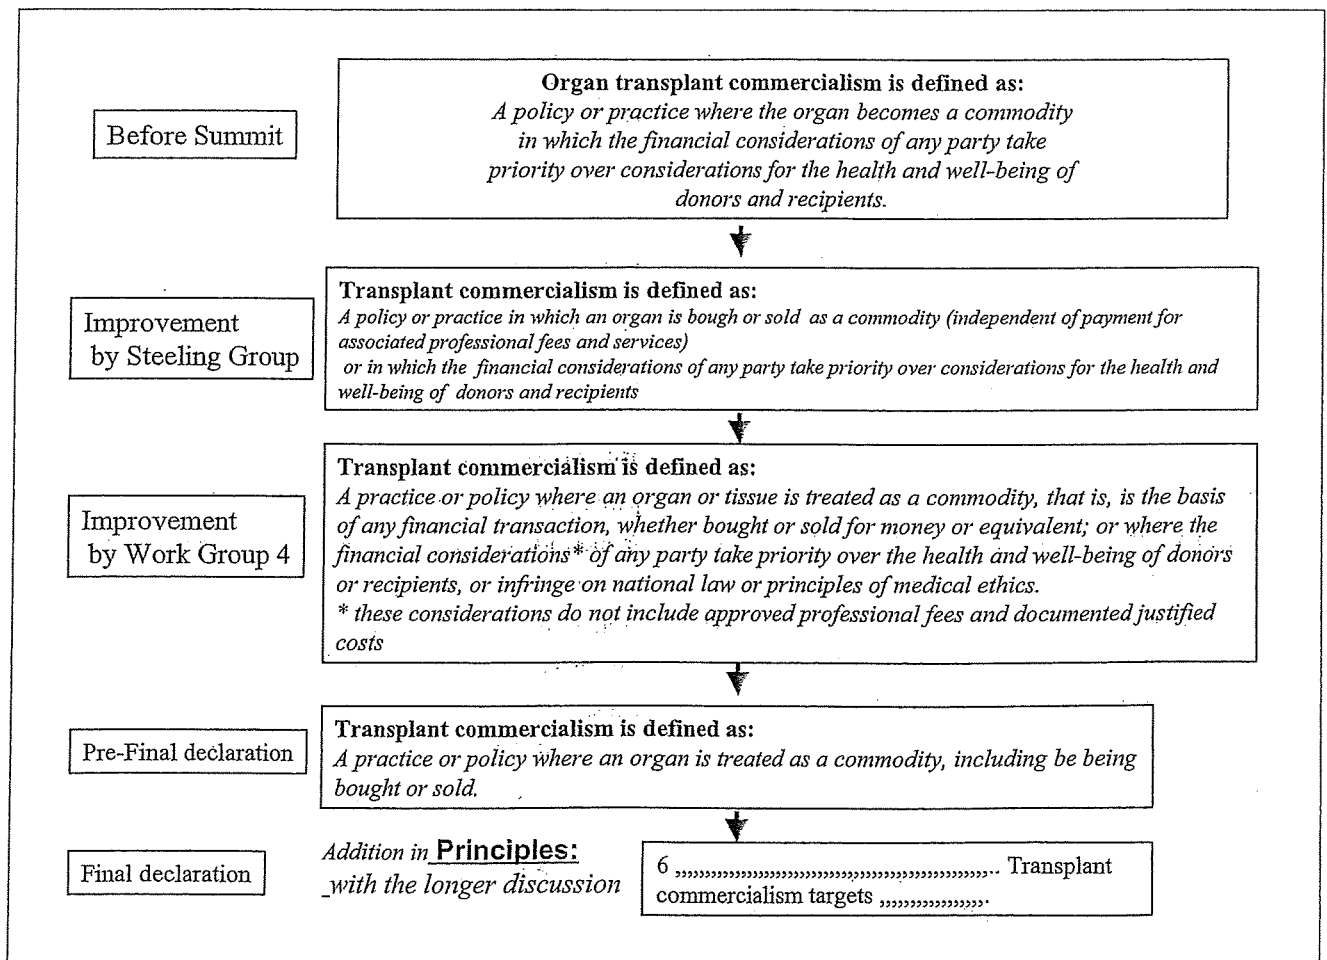 Before Summit
Organ transplant commercialism is defined as:
A policy or practice where the organ becomes a commodity
in which the financial considerations of any party take
priority over considerations for the health and well-being of
donors and recipients.
Improvement
by Steeling Group
Transplant commercialism is defined as:
A policy or practice in which an organ is bought or sold as a commodity (independent of payment for
associated professional fees and services)
or in which the financial considerations of any party take priority over considerations for the health and
well-being of donors and recipients
Improvement
by Work Group 4
Transplant commercialism is defined as:
A practice or policy where an organ or tissue is treated as a commodity, that is, is the basis
of any financial transaction, whether bought or sold for money or equivalent; or where the
financial considerations* of any party take priority over the health and well-being of donors
or recipients, or infringe on national law or principles of medical ethics.
* these considerations do not include approved professional fees and documented justified
costs
Pre-Final declaration
Transplant commercialism is defined as:
A practice or policy where an organ is treated as a commodity, including be being
bought or sold.
Final declaration
Addition in Principles:
_with the longer discussion
6 ,,,,,,,,,,,,,,,,,,,,,,,,,,,,,,,,,,,,,,,,,,,,,,,,,,,,,.. Transplant
commercialism targets ,,,,,,,,,,,,,,,,,,.